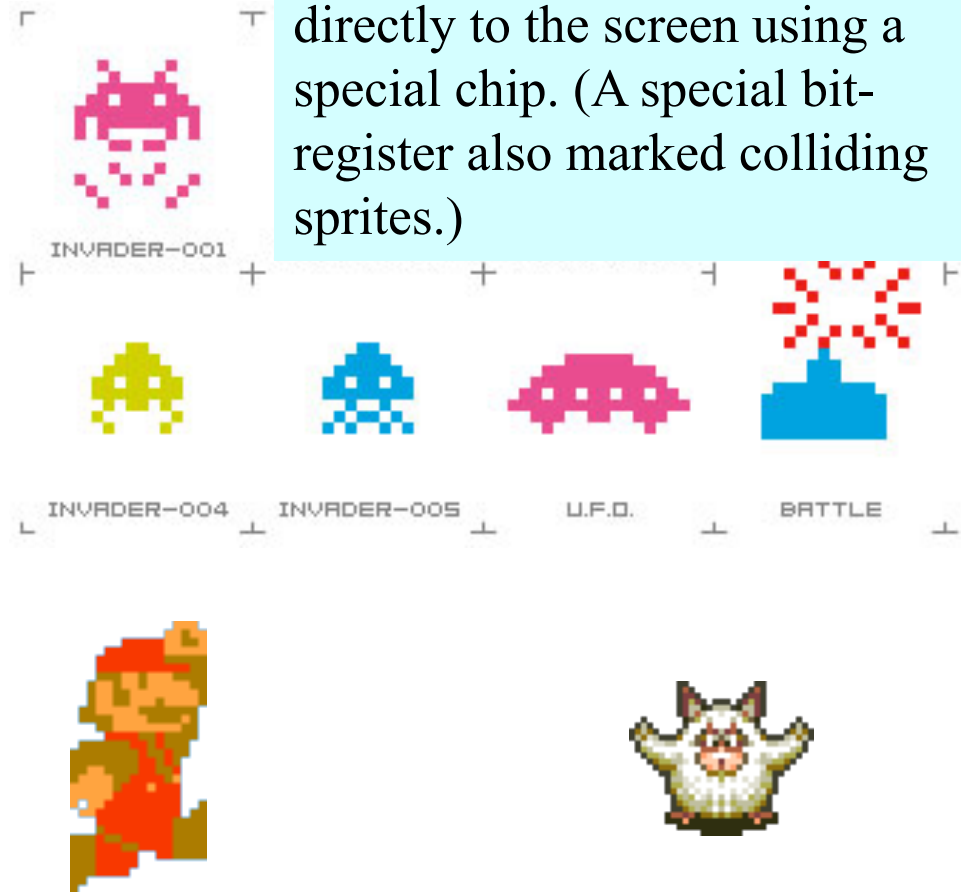 directly to the screen using a
special chip. (A special bit-
register also marked colliding
sprites.)
INVADER-001
INVADER-004 INVADER-005 U.F.O. BATTLE